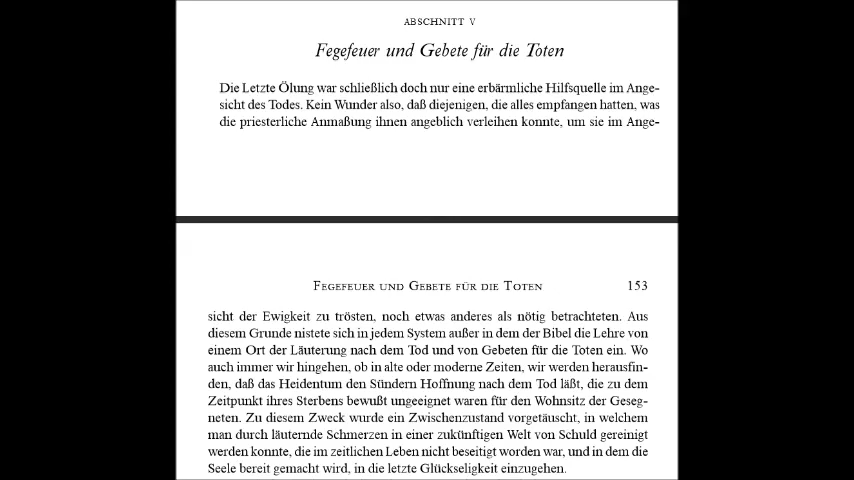 ABSCHNITT V
Fegefeuer und Gebete für die Toten
Die Letzte Ölung war schließlich doch nur eine erbärmliche Hilfsquelle im Ange-
sicht des Todes. Kein Wunder also, daß diejenigen, die alles empfangen hatten, was
die priesterliche Anmaßung ihnen angeblich verleihen konnte, um sie im Ange-
FEGEFEUER UND GEBETE FÜR DIE TOTEN 153
sicht der Ewigkeit zu trösten, noch etwas anderes als nötig betrachteten. Aus
diesem Grunde nistete sich in jedem System außer in dem der Bibel die Lehre von
einem Ort der Läuterung nach dem Tod und von Gebeten für die Toten ein. Wo
auch immer wir hingehen, ob in alte oder moderne Zeiten, wir werden herausfin-
den, daß das Heidentum den Sündern Hoffnung nach dem Tod läßt, die zu dem
Zeitpunkt ihres Sterbens bewußt ungeeignet waren für den Wohnsitz der Geseg-
neten. Zu diesem Zweck wurde ein Zwischenzustand vorgetäuscht, in welchem
man durch läuternde Schmerzen in einer zukünftigen Welt von Schuld gereinigt
werden konnte, die im zeitlichen Leben nicht beseitigt worden war, und in dem die
Seele bereit gemacht wird, in die letzte Glückseligkeit einzugehen.